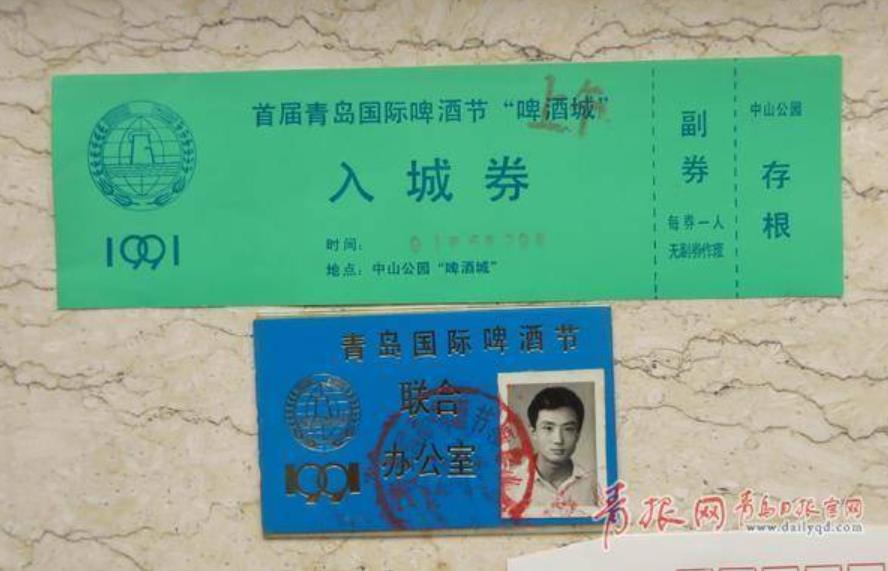 首届青岛国际啤酒节“啤酒城”
入城券
时间：
地点：中山公园“啤酒城”
1991
副券
每券一人
无副券作废
中山公园
存根
青岛国际啤酒节
联合
办公室
1991
青报网
青岛日报官网
www.dailyqd.com